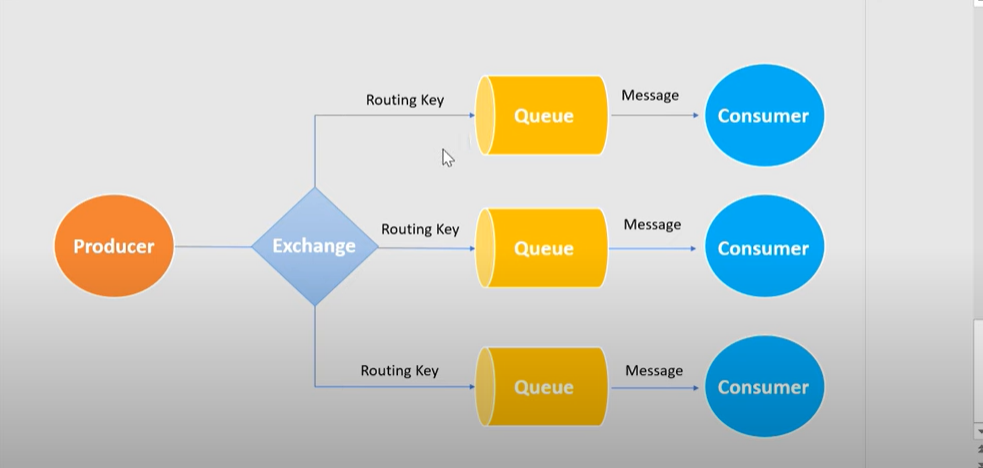 Routing Key
Queue
Message
Consumer
Producer
Exchange
Routing Key
Queue
Message
Consumer
Routing Key
Queue
Message
Consumer